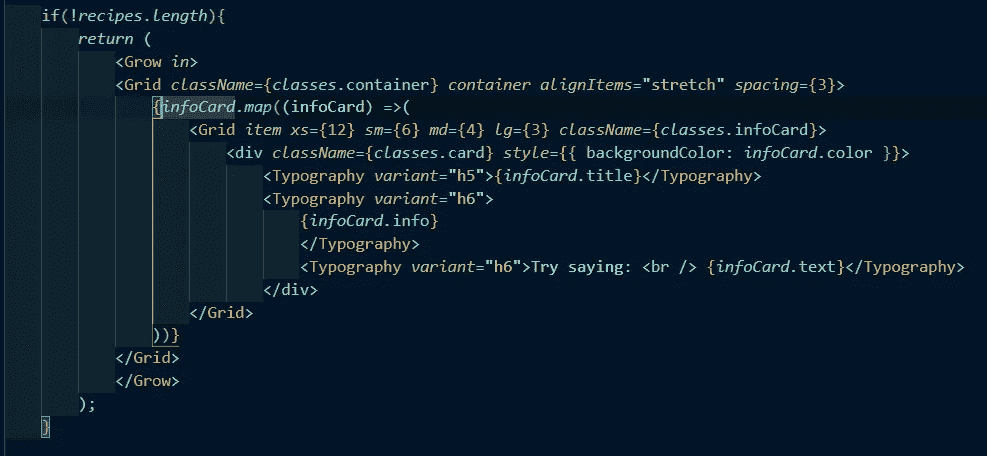 if(!recipes.length){
return (
<Grow in>
<Grid className={classes.container} container alignItems="stretch" spacing={3}>
{infoCard.map((infoCard) =>(
<Grid item xs={12} sm={6} md={4} lg={3} className={classes.infoCard}>
<div className={classes.card} style={{ backgroundColor: infoCard.color }}>
<Typography variant="h5">{infoCard.title}</Typography>
<Typography variant="h6">
{infoCard.info}
</Typography>
<Typography variant="h6">Try saying: <br /> {infoCard.text}</Typography>
</div>
</Grid>
))}
</Grid>
</Grow>
);
}